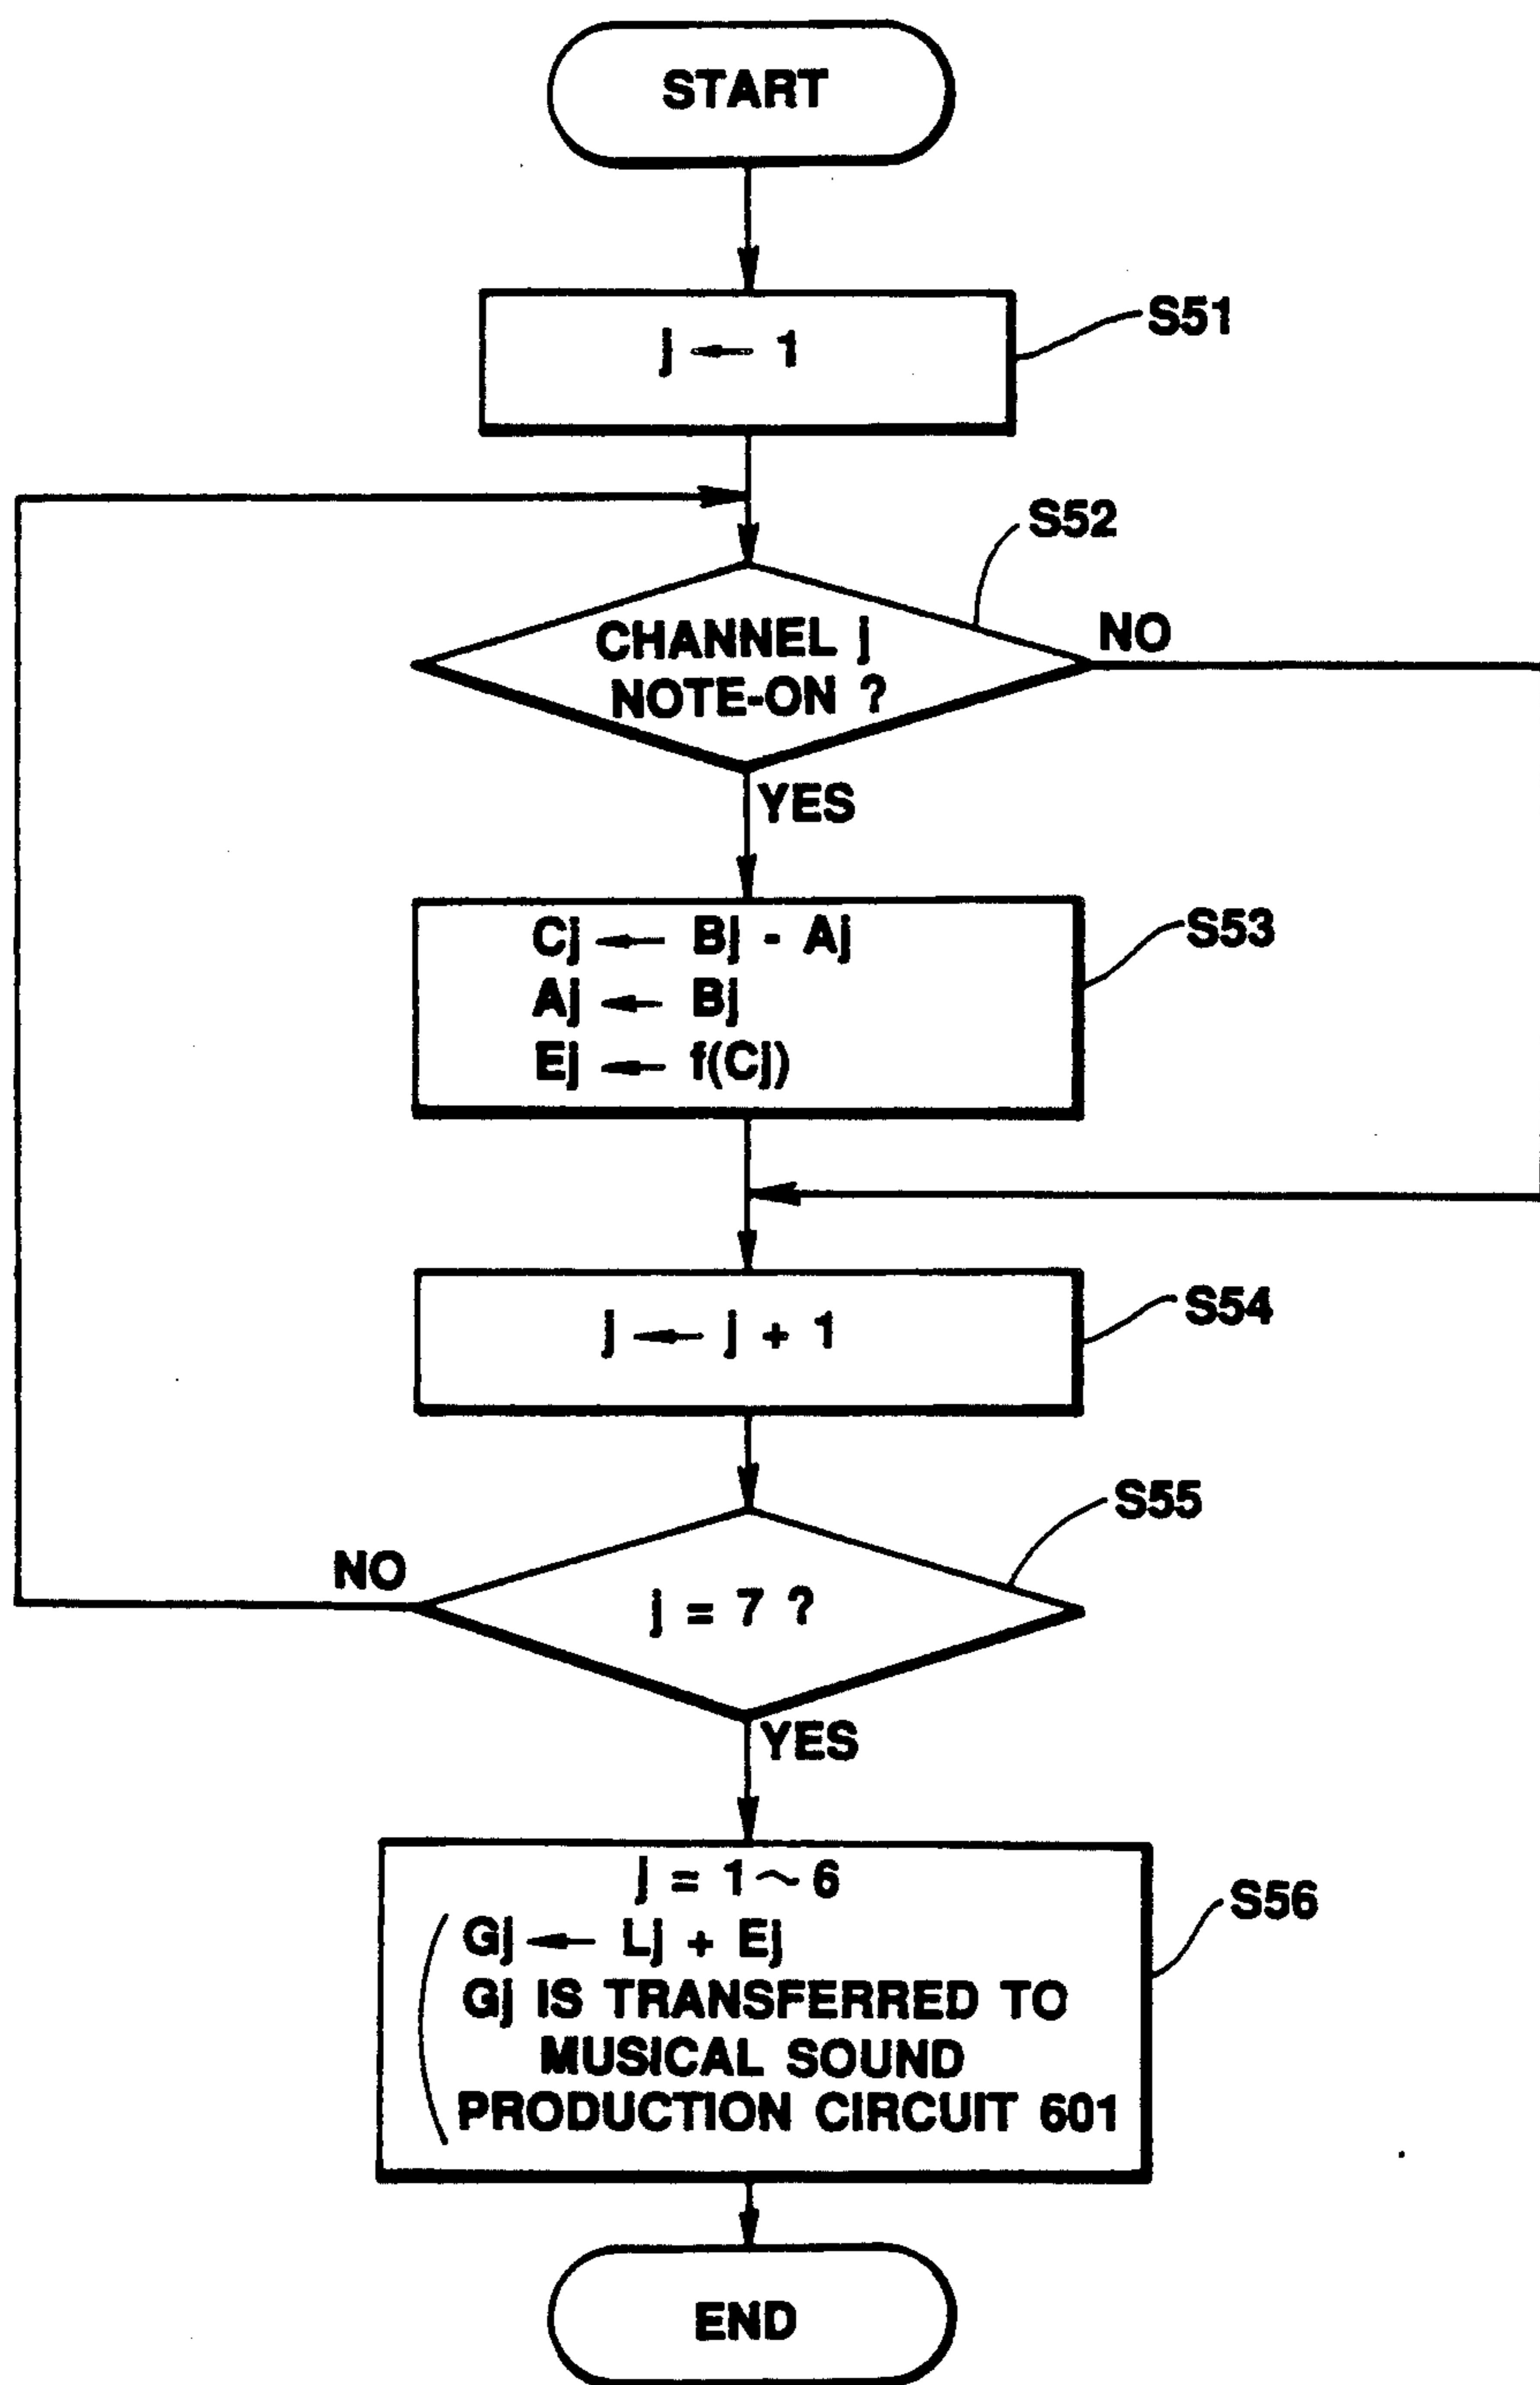 START
j ← 1
S51
S52
CHANNEL j
NOTE-ON ?
NO
YES
Cj ← Bj - Aj
Aj ← Bj
Ej ← f(Cj)
S53
j ← j + 1
S54
S55
NO
j = 7 ?
YES
j = 1～6
Gj ← Lj + Ej
Gj IS TRANSFERRED TO
MUSICAL SOUND
PRODUCTION CIRCUIT 601
S56
END